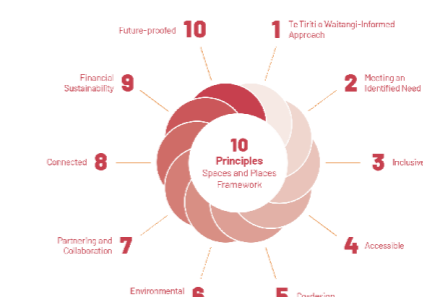 10
Principles
Spaces and Places
Framework
1 Te Tiriti o Waitangi-Informed
Approach
2 Meeting an
Identified Need
3 Inclusive
4 Accessible
5
6 Environmental
7 Partnering and
Collaboration
8 Connected
9 Financial
Sustainability
10 Future-proofed